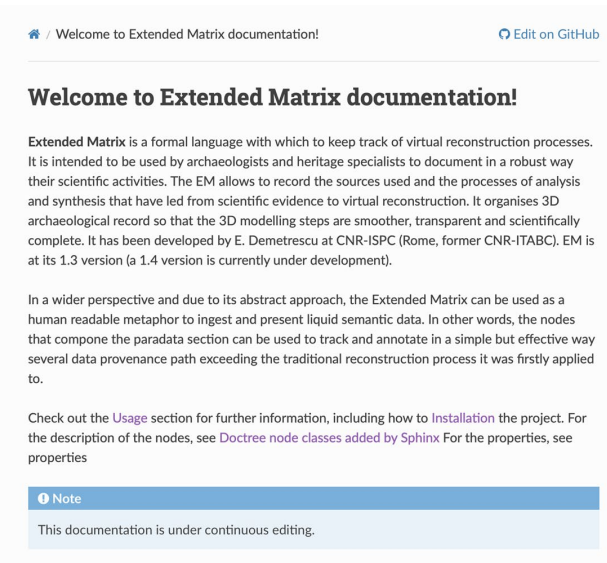 / Welcome to Extended Matrix documentation!
Edit on GitHub
Welcome to Extended Matrix documentation!
Extended Matrix is a formal language with which to keep track of virtual reconstruction processes.
It is intended to be used by archaeologists and heritage specialists to document in a robust way
their scientific activities. The EM allows to record the sources used and the processes of analysis
and synthesis that have led from scientific evidence to virtual reconstruction. It organises 3D
archaeological record so that the 3D modelling steps are smoother, transparent and scientifically
complete. It has been developed by E. Demetrescu at CNR-ISPC (Rome, former CNR-ITABC). EM is
at its 1.3 version (a 1.4 version is currently under development).
In a wider perspective and due to its abstract approach, the Extended Matrix can be used as a
human readable metaphor to ingest and present liquid semantic data. In other words, the nodes
that compone the paradata section can be used to track and annotate in a simple but effective way
several data provenance path exceeding the traditional reconstruction process it was firstly applied
to.
Check out the Usage section for further information, including how to Installation the project. For
the description of the nodes, see Doctree node classes added by Sphinx For the properties, see
properties
Note
This documentation is under continuous editing.